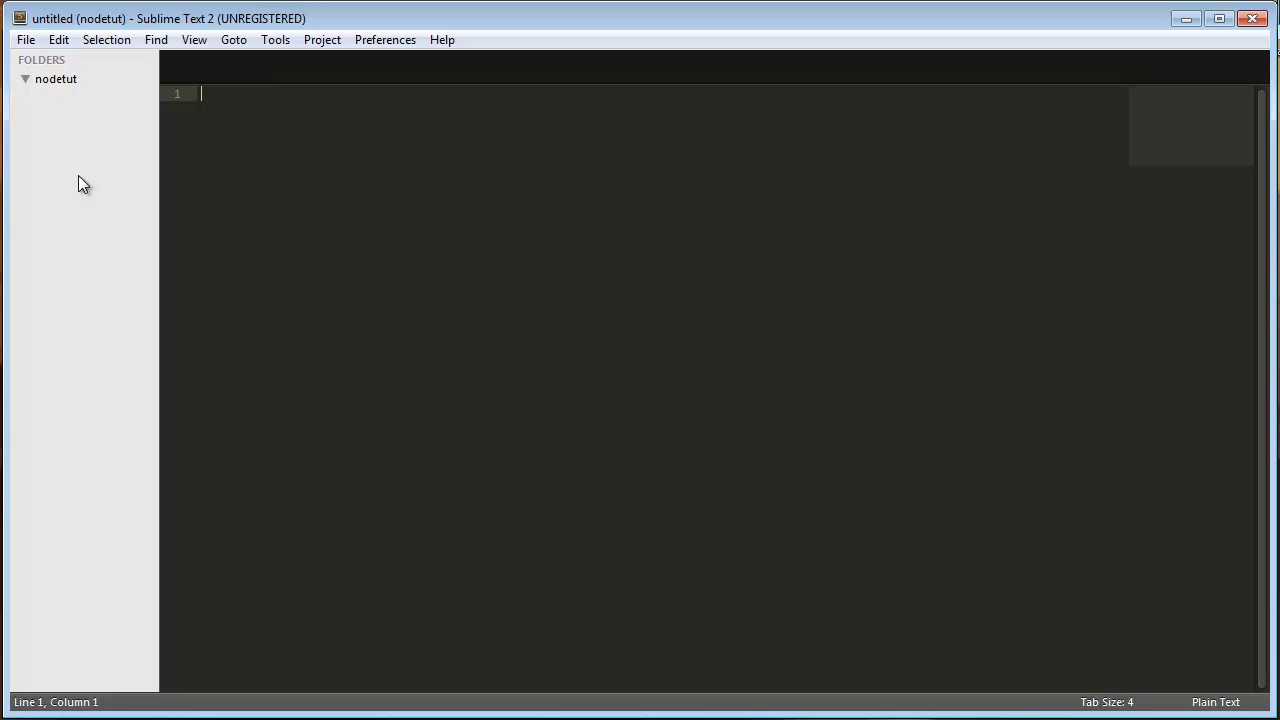 untitled (nodetut) - Sublime Text 2 (UNREGISTERED)
File Edit Selection Find View Goto Tools Project Preferences Help
FOLDERS
nodetut
1
Line 1, Column 1 Tab Size: 4 Plain Text